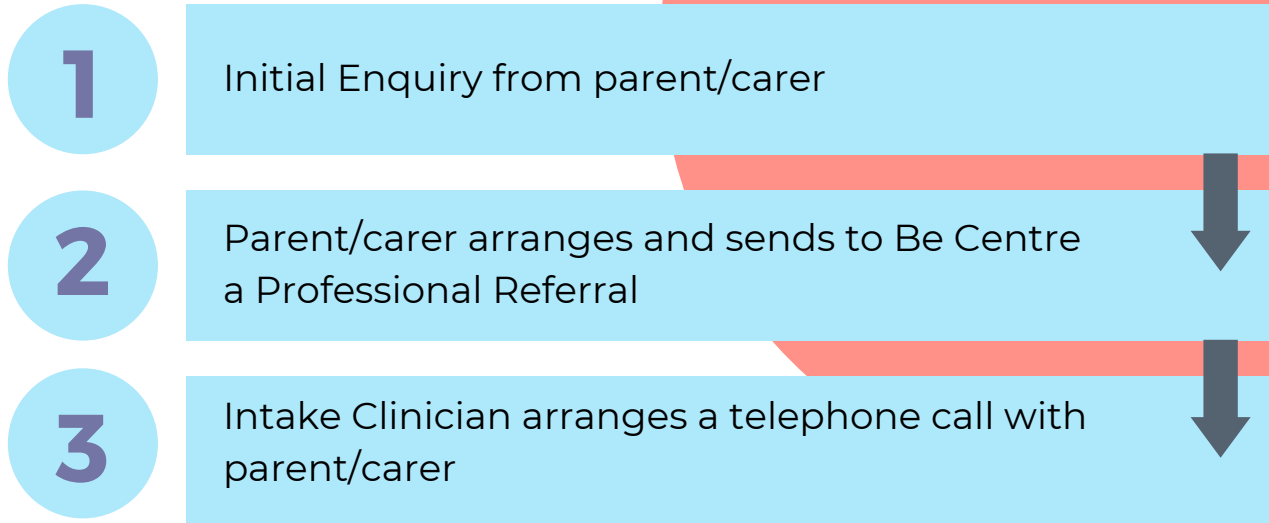 1
Initial Enquiry from parent/carer
2
Parent/carer arranges and sends to Be Centre
a Professional Referral
3
Intake Clinician arranges a telephone call with
parent/carer